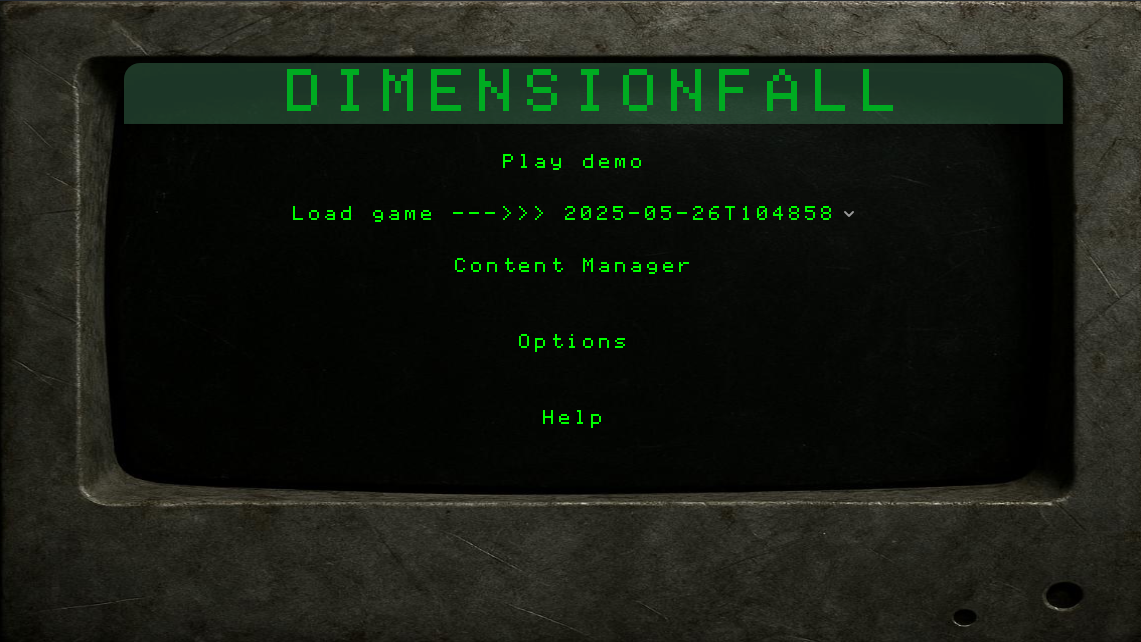 DIMENSIONFALL
Play demo
Load game --->>> 2025-05-26T104858
Content Manager
Options
Help